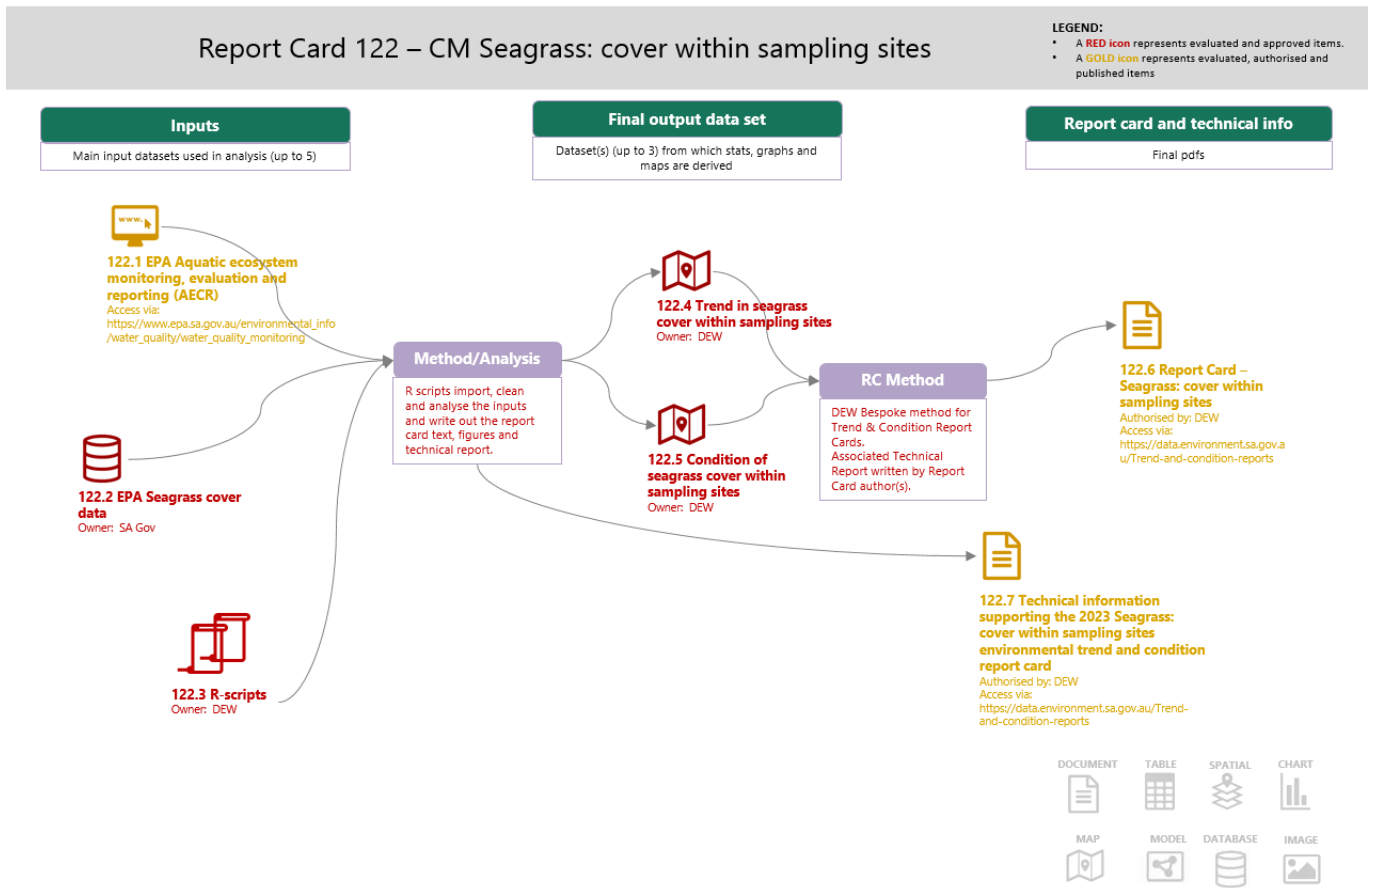 Report Card 122 – CM Seagrass: cover within sampling sites
LEGEND:
• A RED icon represents evaluated and approved items.
• A GOLD icon represents evaluated, authorised and
published items
Inputs
Main input datasets used in analysis (up to 5)
Final output data set
Dataset(s) (up to 3) from which stats, graphs and
maps are derived
Report card and technical info
Final pdfs
www.
122.1 EPA Aquatic ecosystem
monitoring, evaluation and
reporting (AECR)
Access via:
https://www.epa.sa.gov.au/environmental_info
/water_quality/water_quality_monitoring
122.2 EPA Seagrass cover
data
Owner: SA Gov
122.3 R-scripts
Owner: DEW
Method/Analysis
R scripts import, clean
and analyse the inputs
and write out the report
card text, figures and
technical report.
122.4 Trend in seagrass
cover within sampling sites
Owner: DEW
122.5 Condition of
seagrass cover within
sampling sites
Owner: DEW
RC Method
DEW Bespoke method for
Trend & Condition Report
Cards.
Associated Technical
Report written by Report
Card author(s).
122.6 Report Card –
Seagrass: cover within
sampling sites
Authorised by: DEW
Access via:
https://data.environment.sa.gov.a
u/Trend-and-condition-reports
122.7 Technical information
supporting the 2023 Seagrass:
cover within sampling sites
environmental trend and condition
report card
Authorised by: DEW
Access via:
https://data.environment.sa.gov.au/Trend-
and-condition-reports
DOCUMENT TABLE SPATIAL CHART
MAP MODEL DATABASE IMAGE